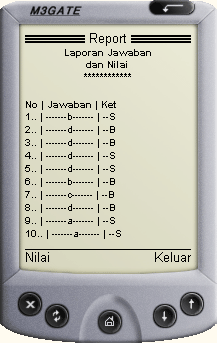 M3GATE
Report
Laporan Jawaban
dan Nilai
************
No | Jawaban | Ket
1.. | -------b------- | --S
2.. | -------d------- | --B
3.. | -------d------- | --B
4.. | -------d------- | --S
5.. | -------d------- | --S
6.. | -------b------- | --B
7.. | -------c------- | --B
8.. | -------d------- | --B
9.. | -------a------- | --S
10.. | -------a------- | --S
Nilai Keluar